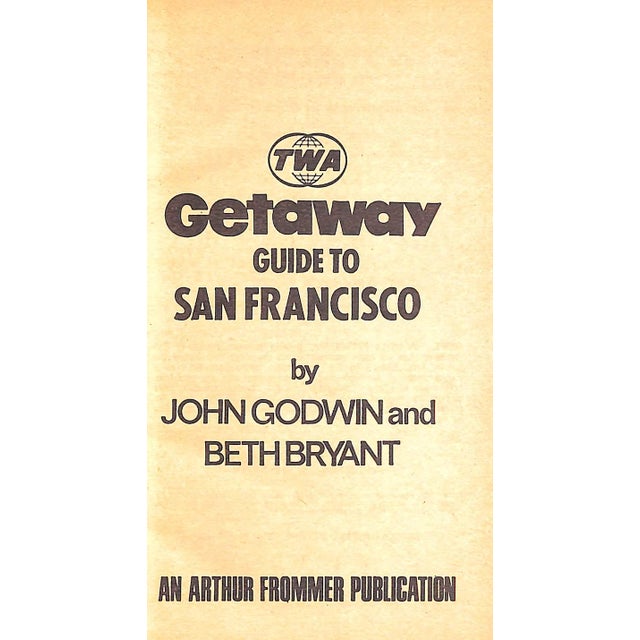 TWA
Getaway
GUIDE TO
SAN FRANCISCO
by
JOHN GODWIN and
BETH BRYANT
AN ARTHUR FROMMER PUBLICATION